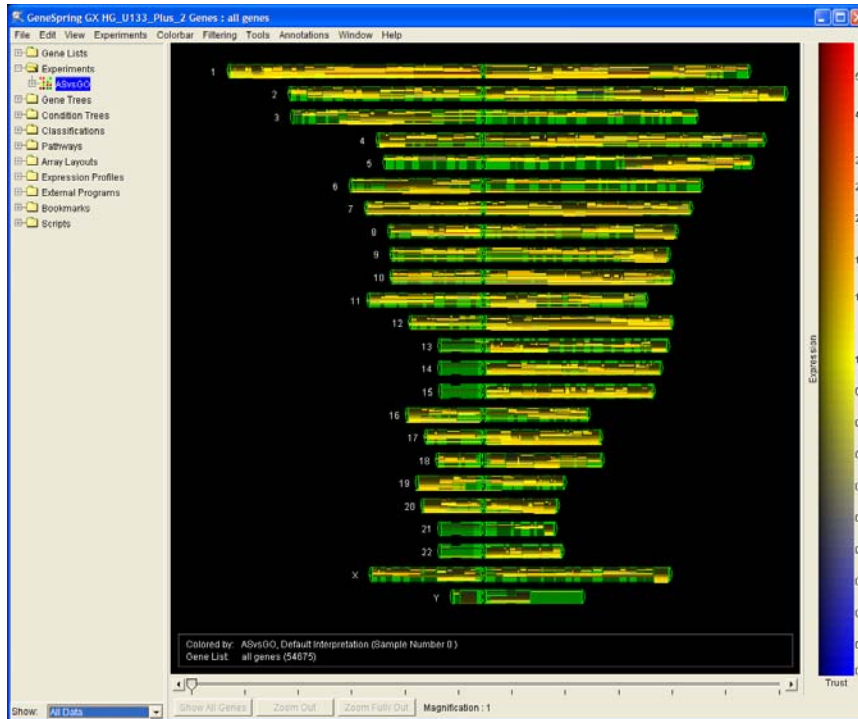 GeneSpring GX HG_U133_Plus_2 Genes : all genes
File Edit View Experiments Colorbar Filtering Tools Annotations Window Help
Gene Lists
Experiments
ASvsGO
Gene Trees
Condition Trees
Classifications
Pathways
Array Layouts
Expression Profiles
External Programs
Bookmarks
Scripts
1
2
3
4
5
6
7
8
9
10
11
12
13
14
15
16
17
18
19
20
21
22
X
Y
Expression
Trust
Colored by: ASvsGO, Default Interpretation (Sample Number 0 )
Gene List: all genes (54675)
Show: All Data
Show All Genes Zoom Out Zoom Fully Out Magnification : 1